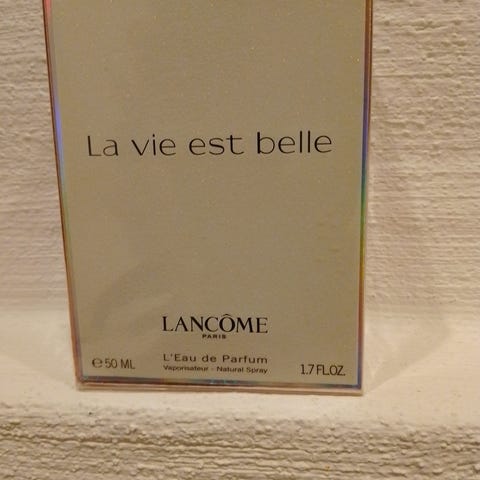 La vie est belle
LANCÔME
PARIS
L'Eau de Parfum
Vaporisateur - Natural Spray
℮ 50 ML
1.7 FL.OZ.